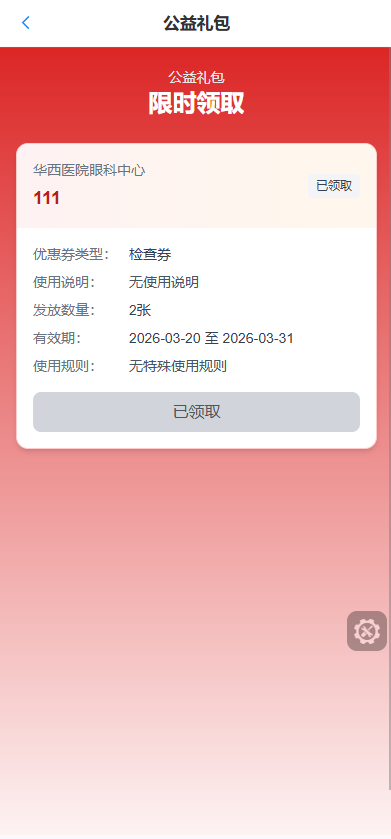 公益礼包
公益礼包
限时领取
华西医院眼科中心
111
已领取
优惠券类型： 检查券
使用说明： 无使用说明
发放数量： 2张
有效期： 2026-03-20 至 2026-03-31
使用规则： 无特殊使用规则
已领取